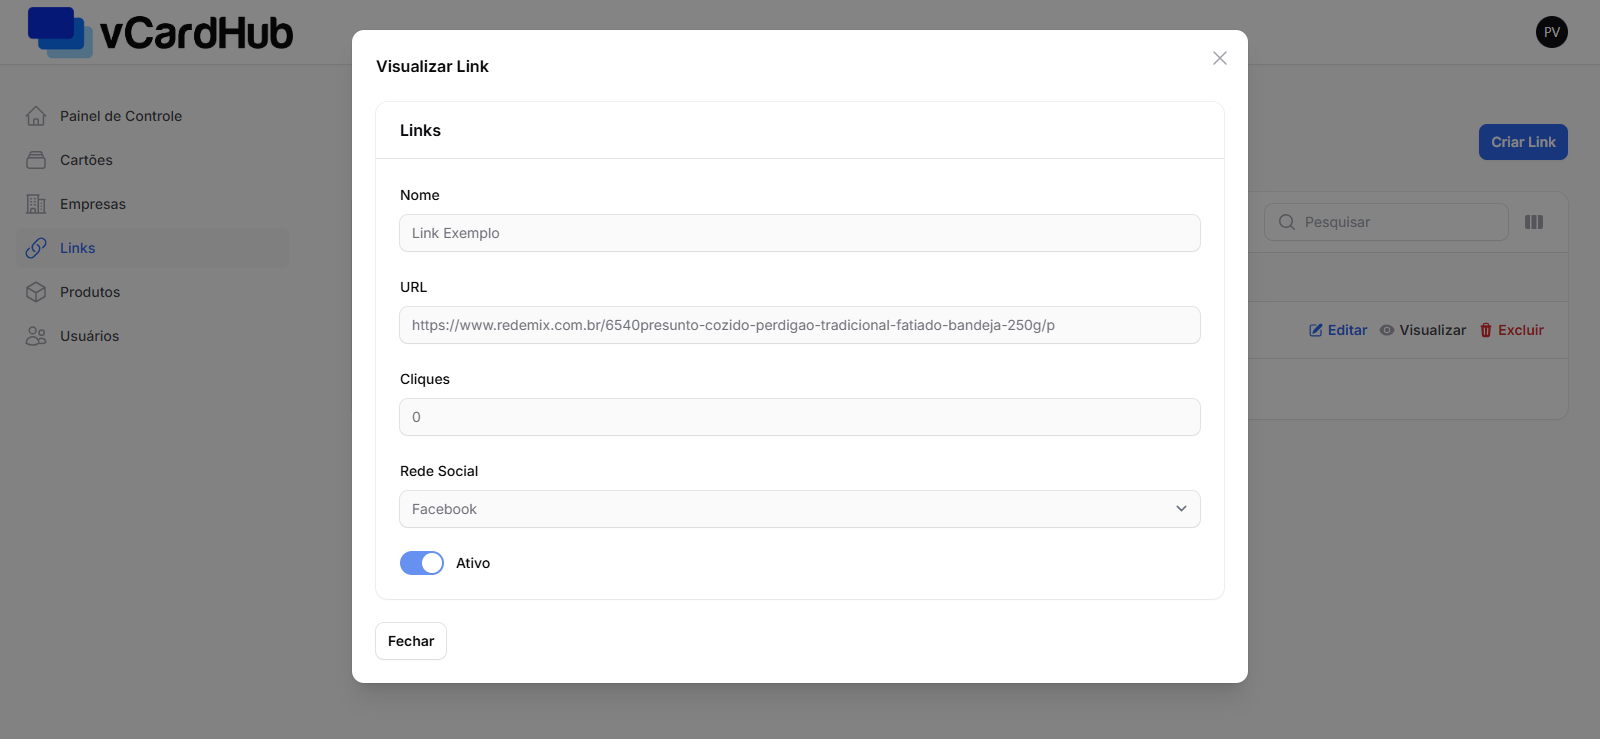 vCardHub
PV
Painel de Controle
Cartões
Empresas
Links
Produtos
Usuários
Criar Link
Pesquisar
Editar Visualizar Excluir
Visualizar Link
Links
Nome
Link Exemplo
URL
https://www.redemix.com.br/6540presunto-cozido-perdigao-tradicional-fatiado-bandeja-250g/p
Cliques
0
Rede Social
Facebook
Ativo
Fechar